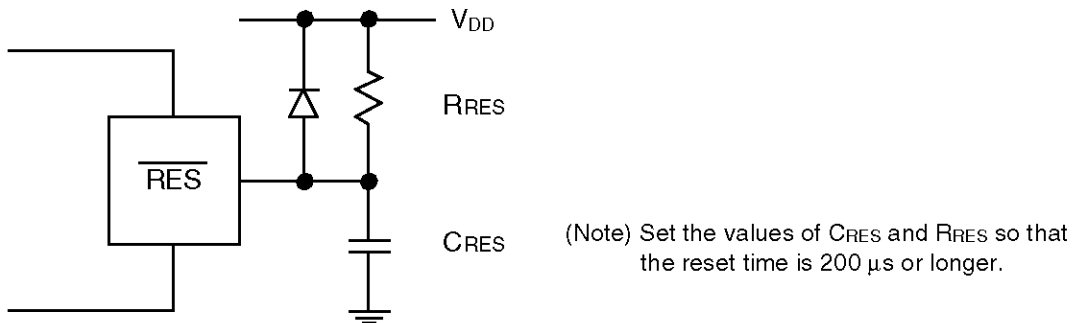 VDD
RRES
RES
CRES
(Note) Set the values of CRES and RRES so that
the reset time is 200 μs or longer.